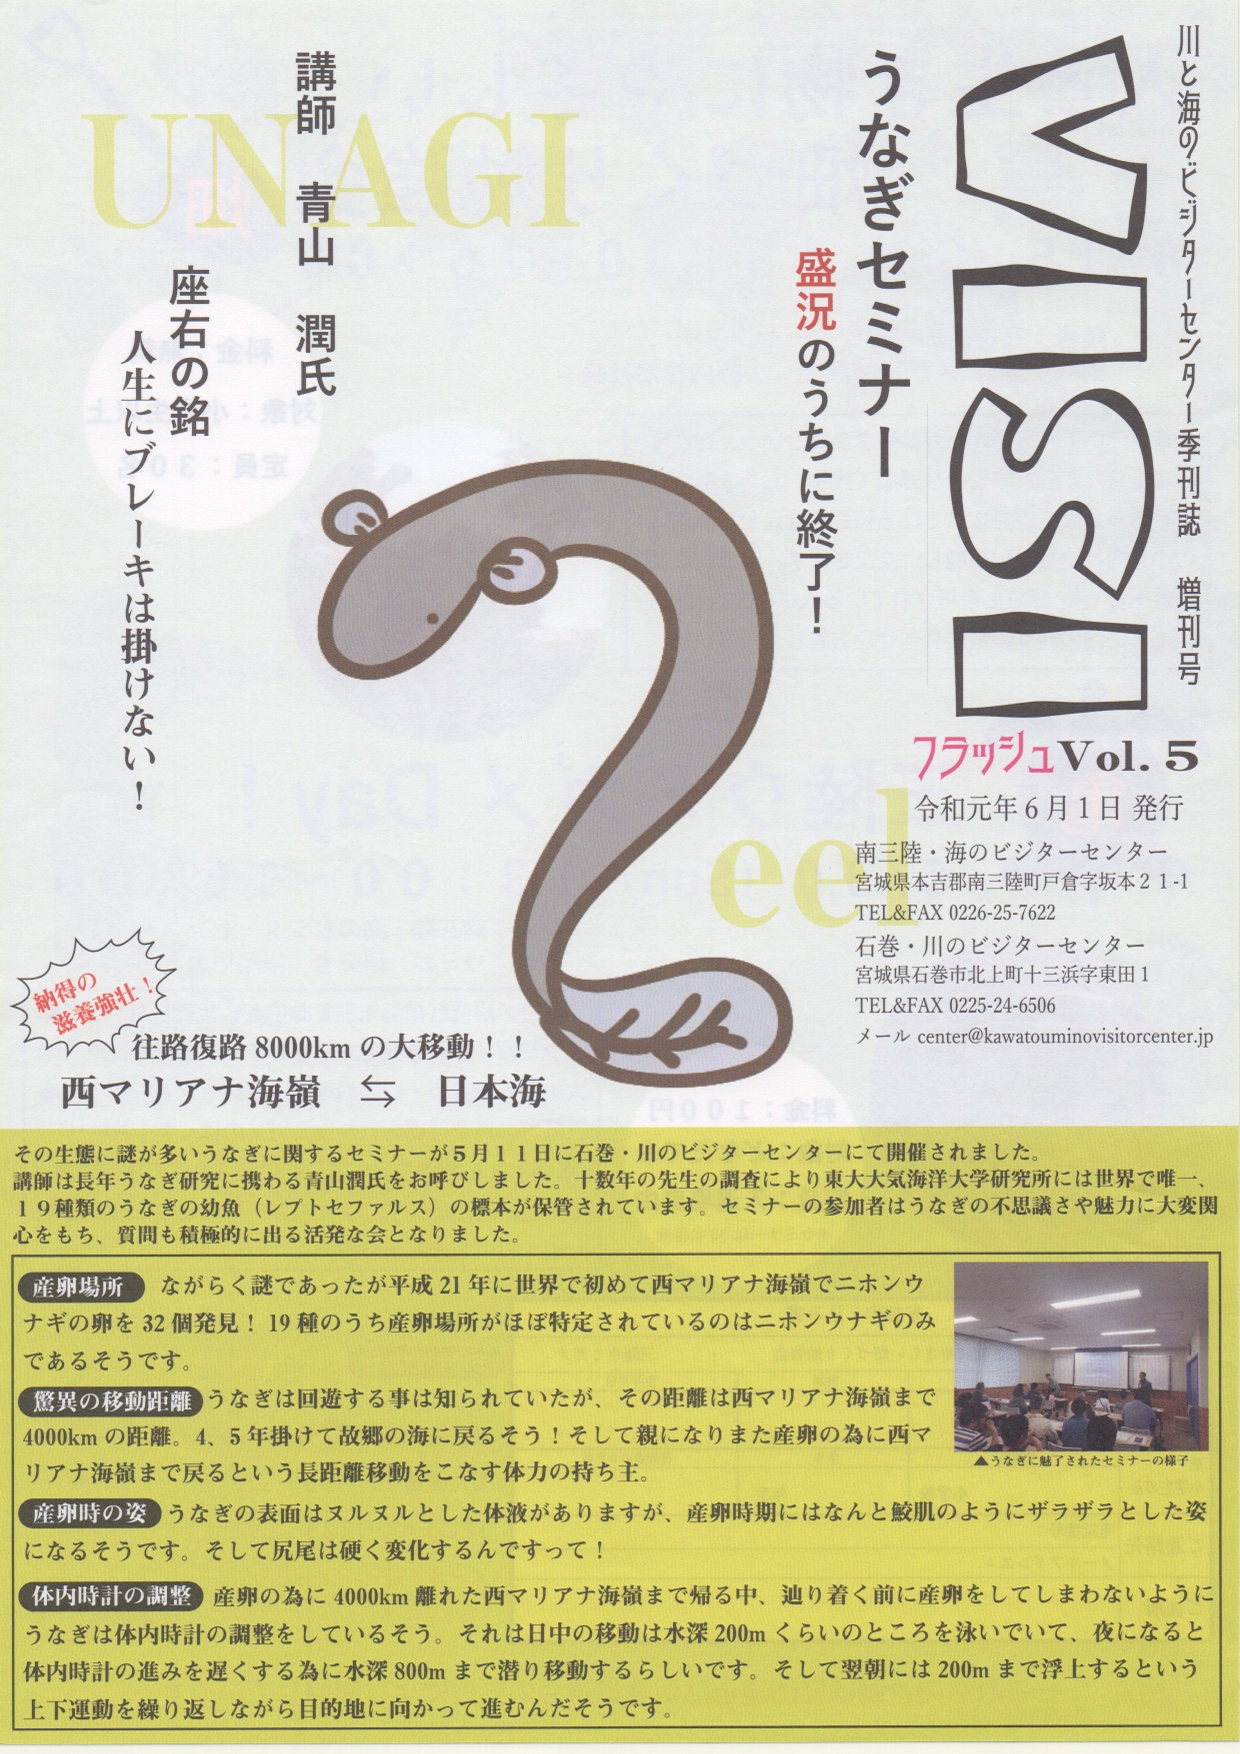 川と海のビジターセンター季刊誌　増刊号
VISI
フラッシュVol. 5
令和元年６月１日 発行
南三陸・海のビジターセンター
宮城県本吉郡南三陸町戸倉字坂本２１-1
TEL&FAX 0226-25-7622
石巻・川のビジターセンター
宮城県石巻市北上町十三浜字東田１
TEL&FAX 0225-24-6506
メール center@kawatouminovisitorcenter.jp
うなぎセミナー
盛況のうちに終了！
UNAGI
講師　青山　潤氏
座右の銘
人生にブレーキは掛けない！
eel
納得の
滋養強壮！
往路復路 8000km の大移動！！
西マリアナ海嶺　⇆　日本海
その生態に謎が多いうなぎに関するセミナーが５月１１日に石巻・川のビジターセンターにて開催されました。
講師は長年うなぎ研究に携わる青山潤氏をお呼びしました。十数年の先生の調査により東大大気海洋大学研究所には世界で唯一、
１９種類のうなぎの幼魚（レプトセファルス）の標本が保管されています。セミナーの参加者はうなぎの不思議さや魅力に大変関
心をもち、質問も積極的に出る活発な会となりました。
産卵場所　ながらく謎であったが平成 21 年に世界で初めて西マリアナ海嶺でニホンウ
ナギの卵を 32 個発見！ 19 種のうち産卵場所がほぼ特定されているのはニホンウナギのみ
であるそうです。
驚異の移動距離 うなぎは回遊する事は知られていたが、その距離は西マリアナ海嶺まで
4000km の距離。4、5 年掛けて故郷の海に戻るそう！そして親になりまた産卵の為に西マ
リアナ海嶺まで戻るという長距離移動をこなす体力の持ち主。
▲うなぎに魅了されたセミナーの様子
産卵時の姿 うなぎの表面はヌルヌルとした体液がありますが、産卵時期にはなんと鮫肌のようにザラザラとした姿
になるそうです。そして尻尾は硬く変化するんですって！
体内時計の調整 産卵の為に 4000km 離れた西マリアナ海嶺まで帰る中、辿り着く前に産卵をしてしまわないように
うなぎは体内時計の調整をしているそう。それは日中の移動は水深 200m くらいのところを泳いでいて、夜になると
体内時計の進みを遅くする為に水深 800m まで潜り移動するらしいです。そして翌朝には 200m まで浮上するという
上下運動を繰り返しながら目的地に向かって進むんだそうです。